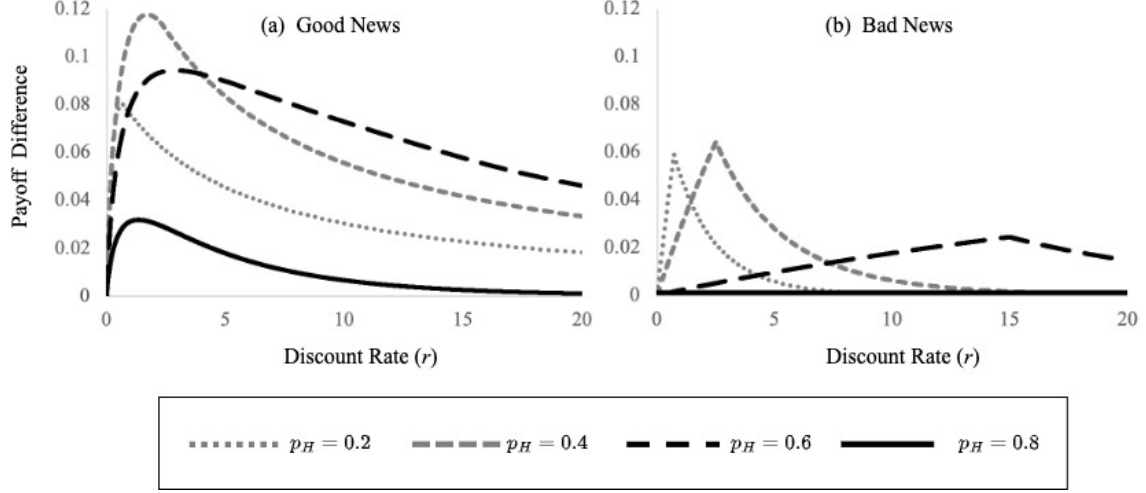 (a) Good News
Payoff Difference
0.12
0.1
0.08
0.06
0.04
0.02
0
0 5 10 15 20
Discount Rate (r)
(b) Bad News
0.12
0.1
0.08
0.06
0.04
0.02
0
0 5 10 15 20
Discount Rate (r)
p_H = 0.2 p_H = 0.4 p_H = 0.6 p_H = 0.8